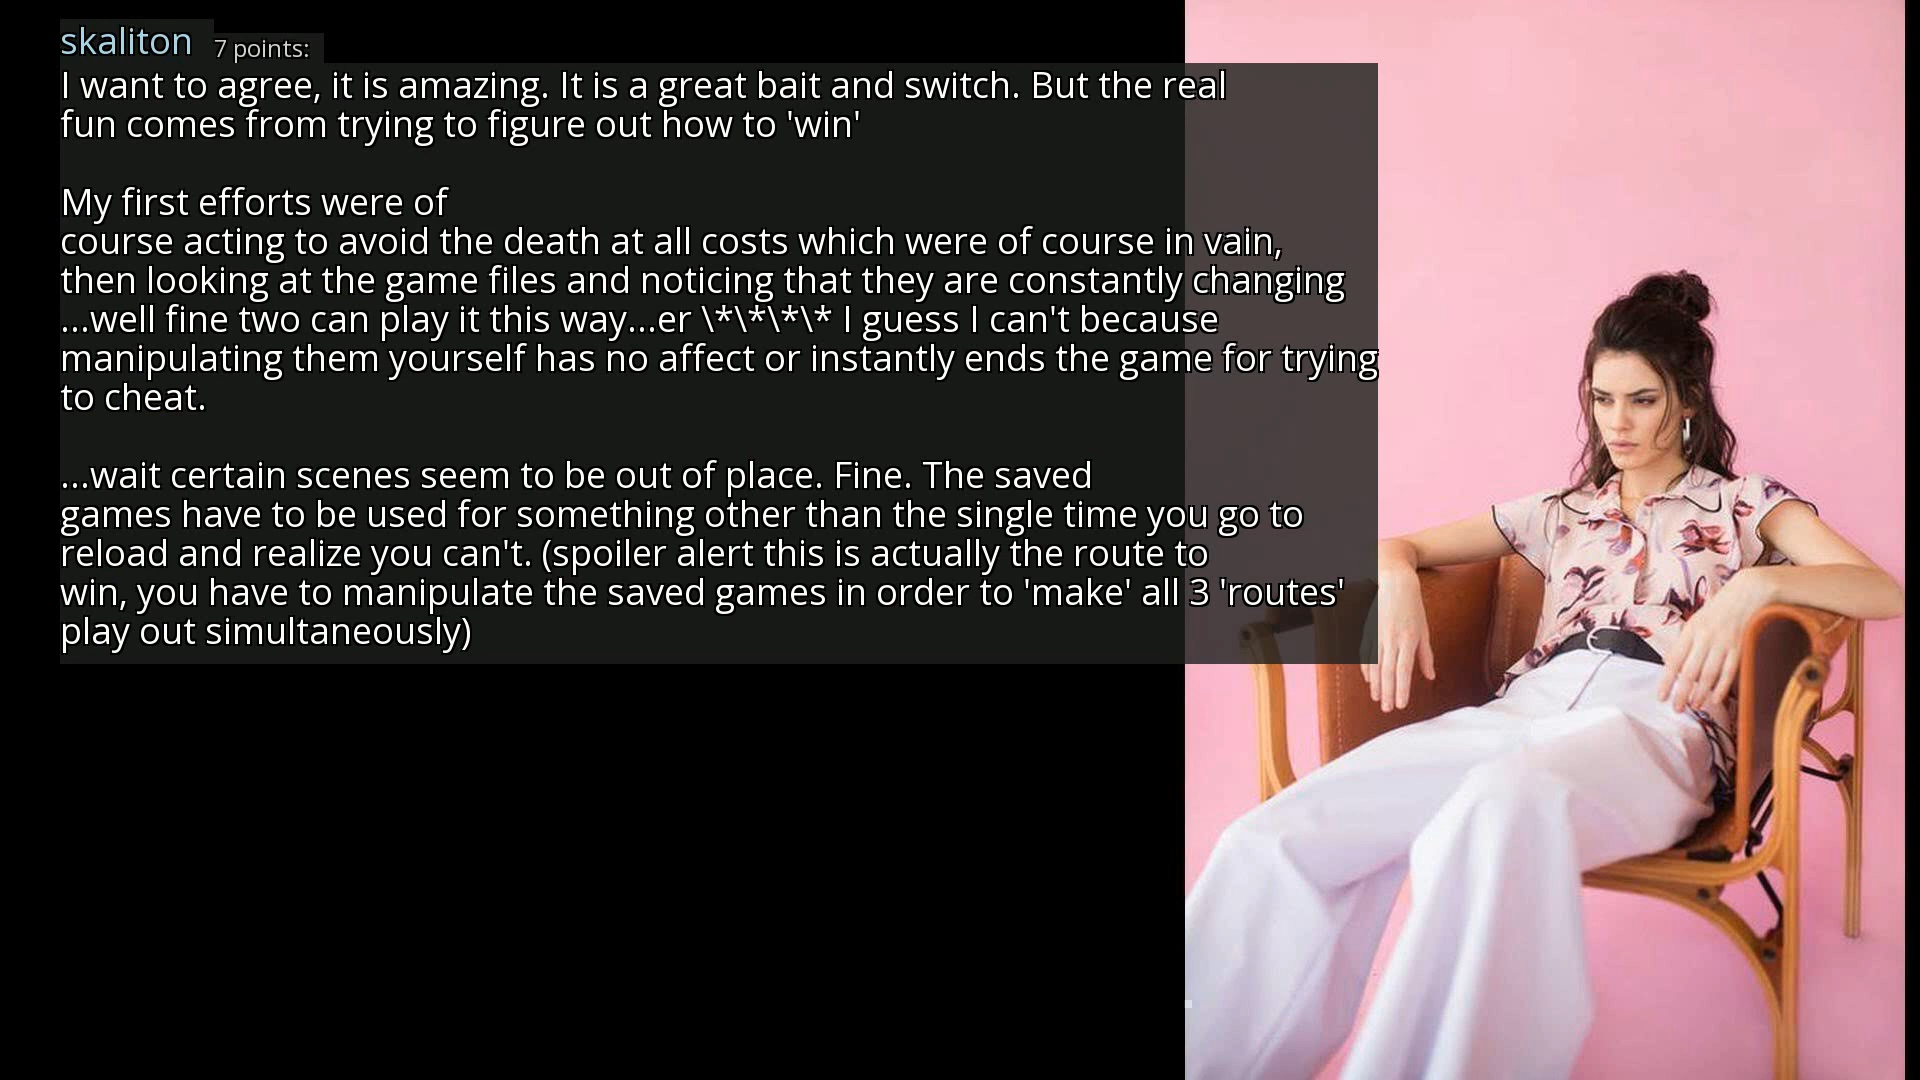 skaliton 7 points:
I want to agree, it is amazing. It is a great bait and switch. But the real
fun comes from trying to figure out how to 'win'
My first efforts were of
course acting to avoid the death at all costs which were of course in vain,
then looking at the game files and noticing that they are constantly changing
...well fine two can play it this way...er \*\*\*\* I guess I can't because
manipulating them yourself has no affect or instantly ends the game for trying
to cheat.
...wait certain scenes seem to be out of place. Fine. The saved
games have to be used for something other than the single time you go to
reload and realize you can't. (spoiler alert this is actually the route to
win, you have to manipulate the saved games in order to 'make' all 3 'routes'
play out simultaneously)